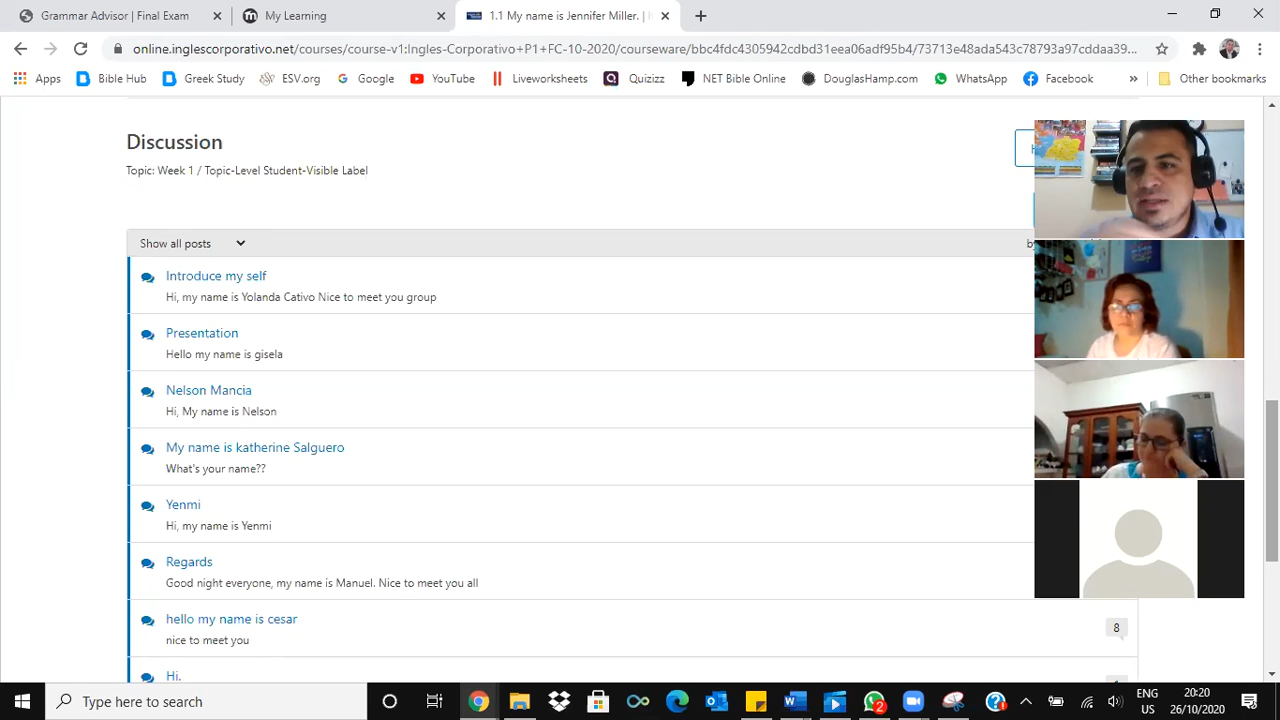 Grammar Advisor | Final Exam
My Learning
1.1 My name is Jennifer Miller. |
online.inglescorporativo.net/courses/course-v1:Ingles-Corporativo+P1+FC-10-2020/courseware/bbc4fdc4305942cdbd31eea06adf95b4/73713e48ada543c78793a97cddaa39...
Apps
Bible Hub
Greek Study
ESV.org
Google
YouTube
Liveworksheets
Quizizz
NET Bible Online
DouglasHamp.com
WhatsApp
Facebook
»
Other bookmarks
Discussion
Topic: Week 1 / Topic-Level Student-Visible Label
Show all posts
Introduce my self
Hi, my name is Yolanda Cativo Nice to meet you group
Presentation
Hello my name is gisela
Nelson Mancia
Hi, My name is Nelson
My name is katherine Salguero
What's your name??
Yenmi
Hi, my name is Yenmi
Regards
Good night everyone, my name is Manuel. Nice to meet you all
hello my name is cesar
nice to meet you
8
Hi.
Type here to search
2
ENG
US
20:20
26/10/2020